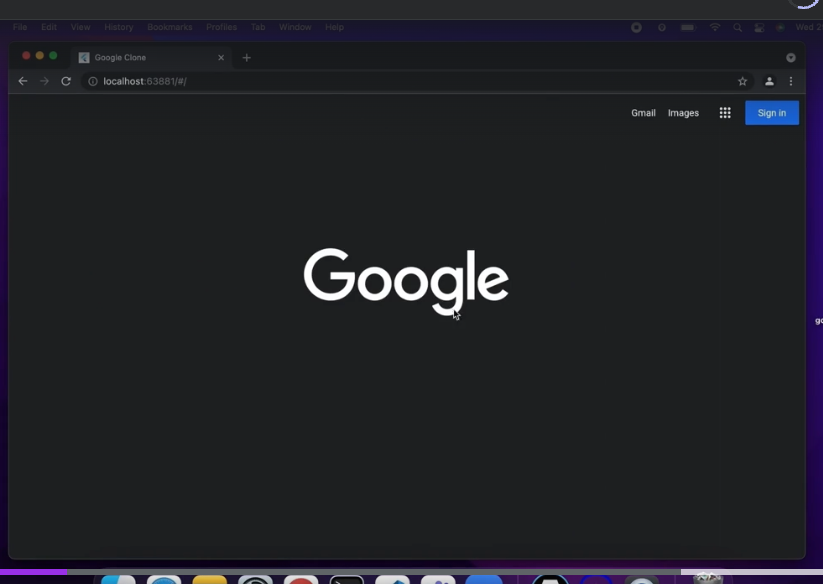 File Edit View History Bookmarks Profiles Tab Window Help Wed 2
Google Clone
localhost:63881/#/
Gmail Images Sign in
Google